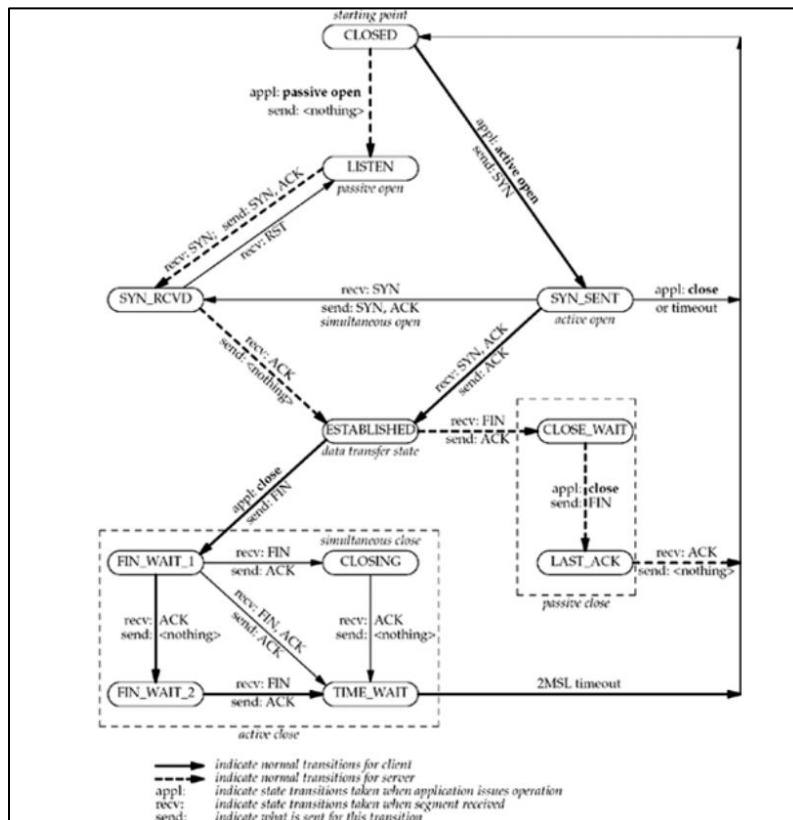 starting point
CLOSED
appl: passive open
send: <nothing>
appl: active open
send: SYN
LISTEN
passive open
recv: SYN; send: SYN, ACK
recv: RST
SYN_RCVD
recv: SYN
send: SYN, ACK
simultaneous open
SYN_SENT
active open
appl: close
or timeout
recv: ACK
send: <nothing>
recv: SYN, ACK
send: ACK
ESTABLISHED
data transfer state
recv: FIN
send: ACK
CLOSE_WAIT
appl: close
send: FIN
LAST_ACK
passive close
recv: ACK
send: <nothing>
appl: close
send: FIN
simultaneous close
FIN_WAIT_1
recv: FIN
send: ACK
CLOSING
recv: ACK
send: <nothing>
recv: FIN, ACK
send: ACK
recv: ACK
send: <nothing>
FIN_WAIT_2
recv: FIN
send: ACK
TIME_WAIT
2MSL timeout
active close
indicate normal transitions for client
indicate normal transitions for server
appl: indicate state transitions taken when application issues operation
recv: indicate state transitions taken when segment received
send: indicate what is sent for this transition